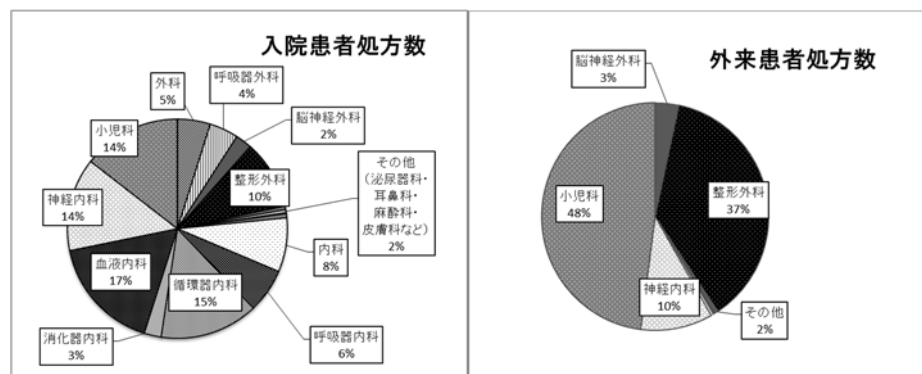 入院患者処方数
外科
5%
呼吸器外科
4%
脳神経外科
2%
整形外科
10%
その他
（泌尿器科・
耳鼻科・
麻酔科・
皮膚科など）
2%
内科
8%
呼吸器内科
6%
循環器内科
15%
消化器内科
3%
血液内科
17%
神経内科
14%
小児科
14%
外来患者処方数
脳神経外科
3%
整形外科
37%
その他
2%
神経内科
10%
小児科
48%